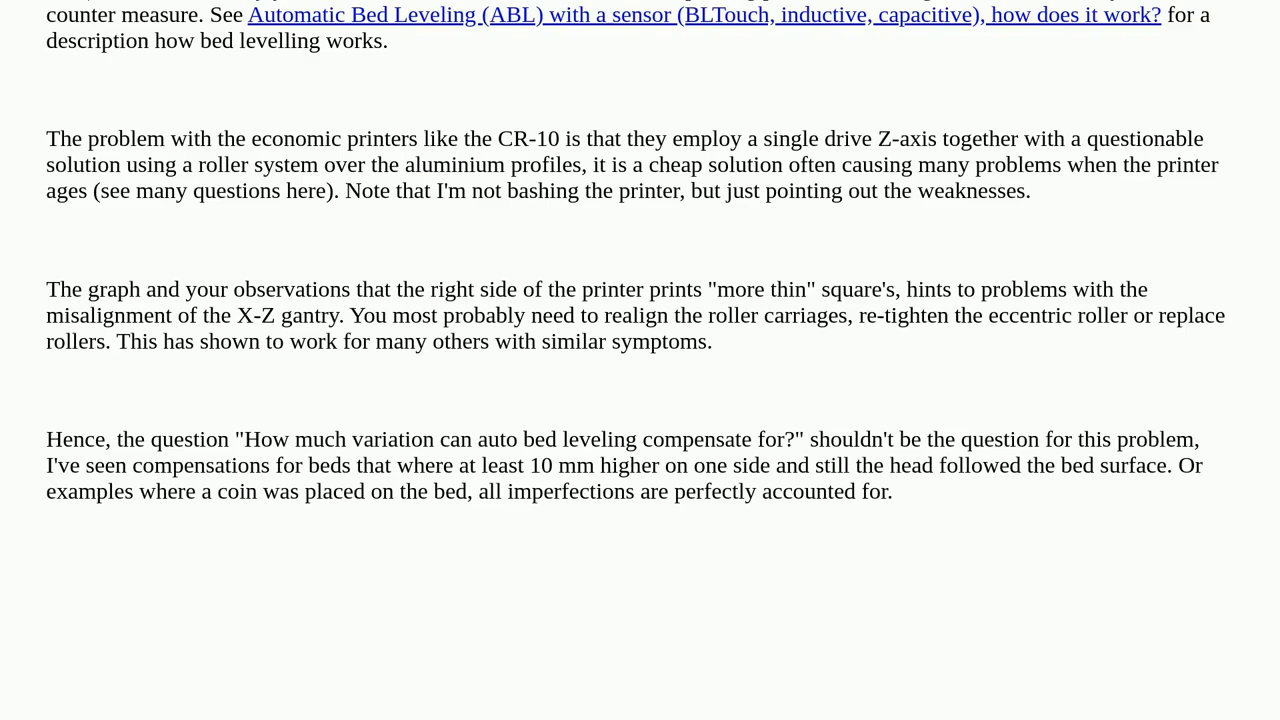 counter measure. See Automatic Bed Leveling (ABL) with a sensor (BLTouch, inductive, capacitive), how does it work? for a
description how bed levelling works.
The problem with the economic printers like the CR-10 is that they employ a single drive Z-axis together with a questionable
solution using a roller system over the aluminium profiles, it is a cheap solution often causing many problems when the printer
ages (see many questions here). Note that I'm not bashing the printer, but just pointing out the weaknesses.
The graph and your observations that the right side of the printer prints "more thin" square's, hints to problems with the
misalignment of the X-Z gantry. You most probably need to realign the roller carriages, re-tighten the eccentric roller or replace
rollers. This has shown to work for many others with similar symptoms.
Hence, the question "How much variation can auto bed leveling compensate for?" shouldn't be the question for this problem,
I've seen compensations for beds that where at least 10 mm higher on one side and still the head followed the bed surface. Or
examples where a coin was placed on the bed, all imperfections are perfectly accounted for.